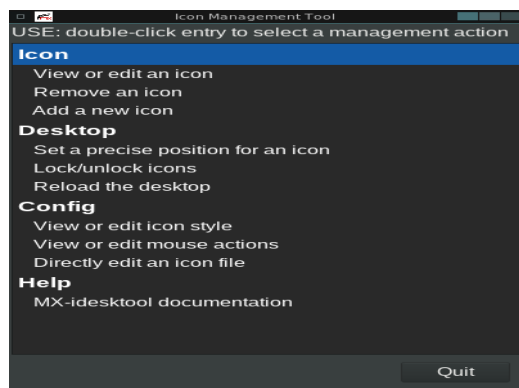 Icon Management Tool
USE: double-click entry to select a management action
Icon
View or edit an icon
Remove an icon
Add a new icon
Desktop
Set a precise position for an icon
Lock/unlock icons
Reload the desktop
Config
View or edit icon style
View or edit mouse actions
Directly edit an icon file
Help
MX-idesktool documentation
Quit